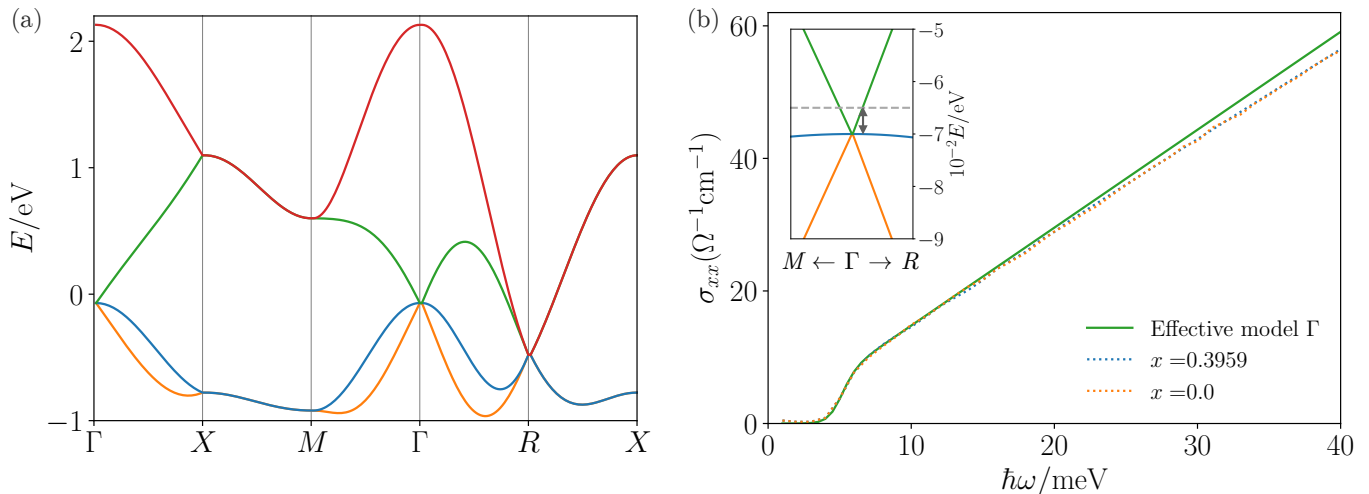 (a)
E/eV
2
1
0
−1
Γ X M Γ R X
(b)
σxx(Ω−1cm−1)
60
40
20
0
0 10 20 30 40
ħω/meV
−5
−6
−7
−8
−9
10−2E/eV
M ← Γ → R
Effective model Γ
x =0.3959
x =0.0